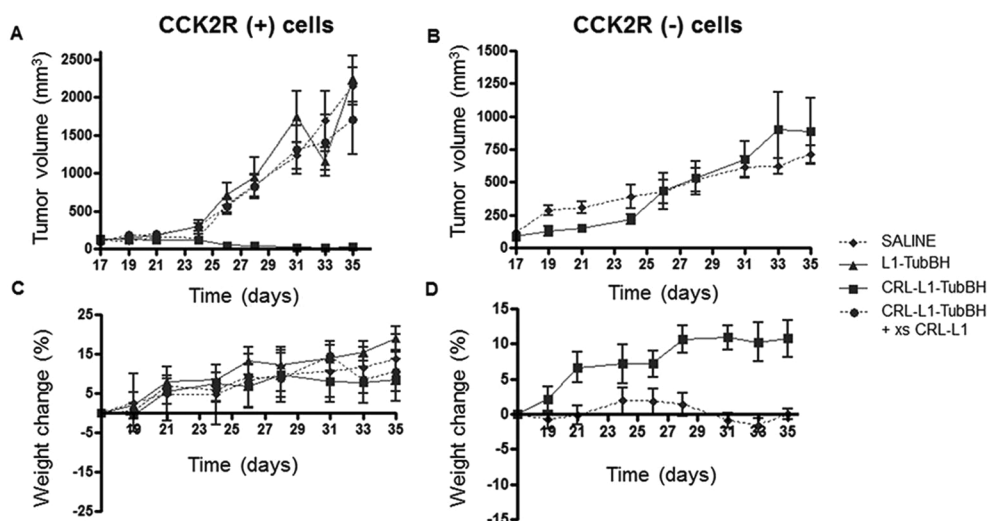 CCK2R (+) cells
CCK2R (-) cells
A
Tumor volume (mm³)
2500
2000
1500
1000
500
0
17 19 21 23 25 27 29 31 33 35
Time (days)
B
Tumor volume (mm³)
1500
1250
1000
750
500
250
0
17 19 21 23 25 27 29 31 33 35
Time (days)
SALINE
L1-TubBH
CRL-L1-TubBH
CRL-L1-TubBH
+ xs CRL-L1
C
Weight change (%)
25
15
5
-5
-15
-25
19 21 23 25 27 29 31 33 35
Time (days)
D
Weight change (%)
15
10
5
0
-5
-10
-15
19 21 23 25 27 29 31 33 35
Time (days)